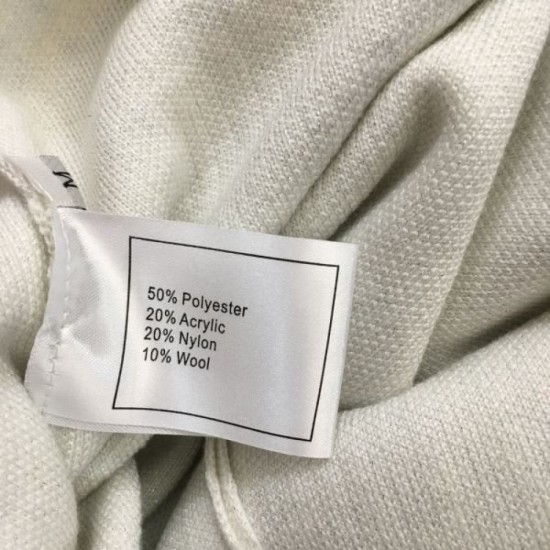 M
50% Polyester
20% Acrylic
20% Nylon
10% Wool